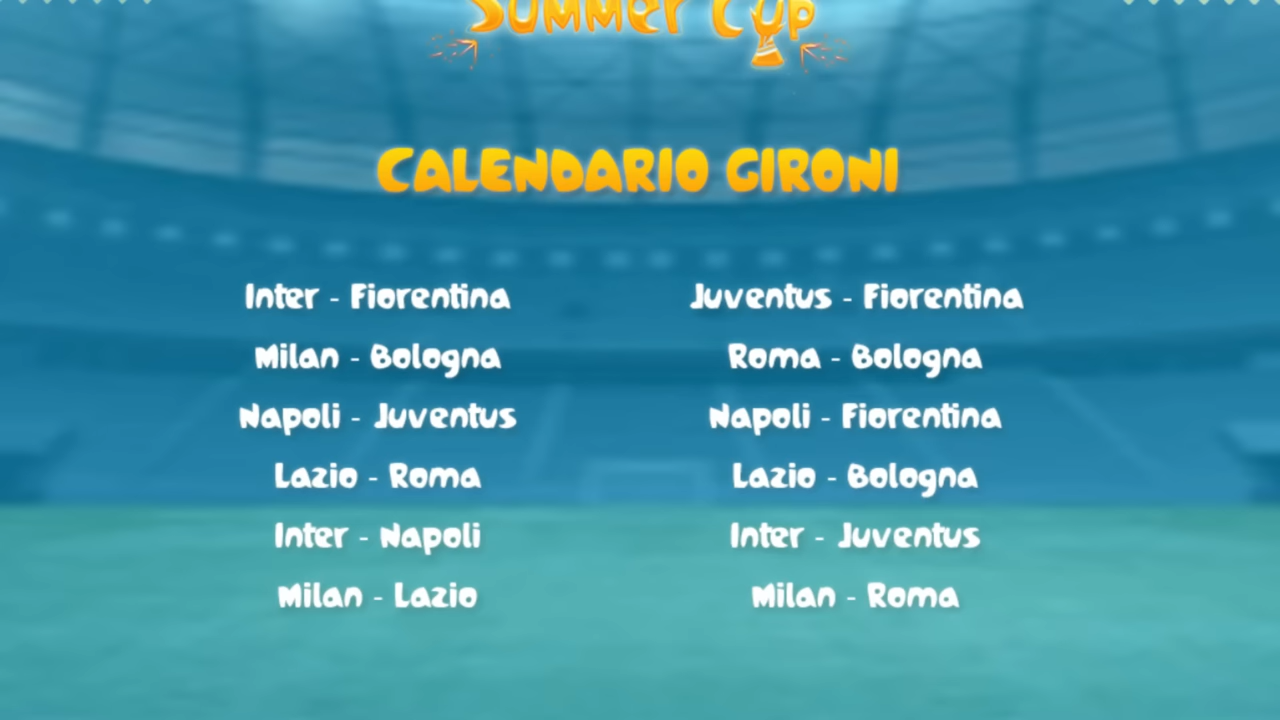 Summer Cup
CALENDARIO GIRONI
Inter - Fiorentina
Milan - Bologna
Napoli - Juventus
Lazio - Roma
Inter - Napoli
Milan - Lazio
Juventus - Fiorentina
Roma - Bologna
Napoli - Fiorentina
Lazio - Bologna
Inter - Juventus
Milan - Roma